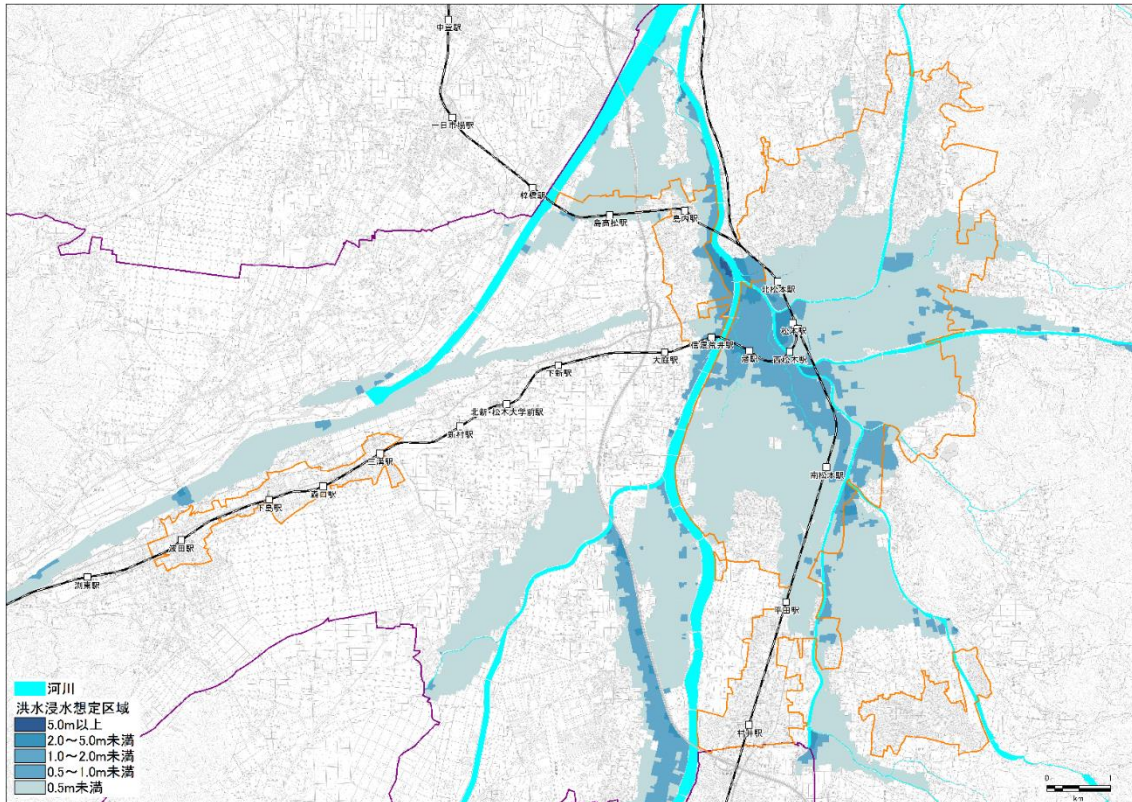 中萱駅
一日市場駅
梓橋駅
島高松駅
島内駅
北松本駅
松本駅
西松本駅
渚駅
信濃荒井駅
大庭駅
下新駅
北新・松本大学前駅
新村駅
三溝駅
森口駅
下島駅
波田駅
渕東駅
南松本駅
平田駅
村井駅
河川
洪水浸水想定区域
5.0m以上
2.0～5.0m未満
1.0～2.0m未満
0.5～1.0m未満
0.5m未満
0 1
km